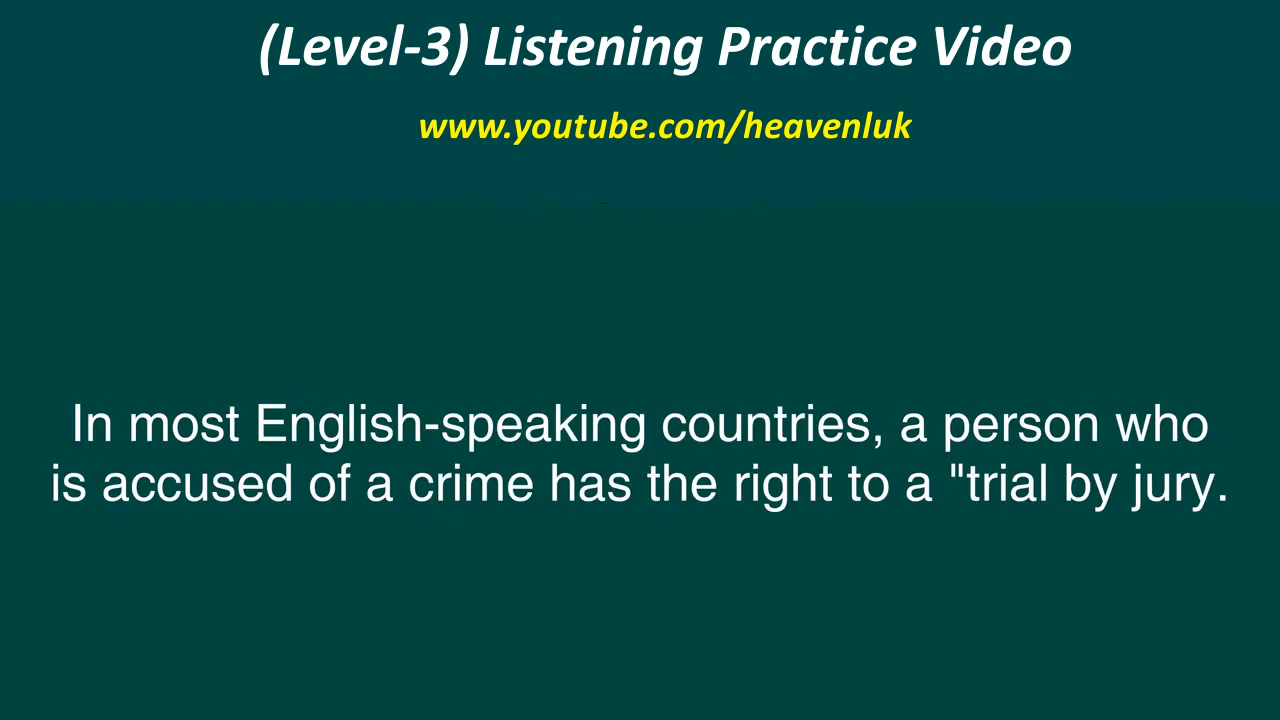 (Level-3) Listening Practice Video
www.youtube.com/heavenluk
In most English-speaking countries, a person who
is accused of a crime has the right to a "trial by jury.